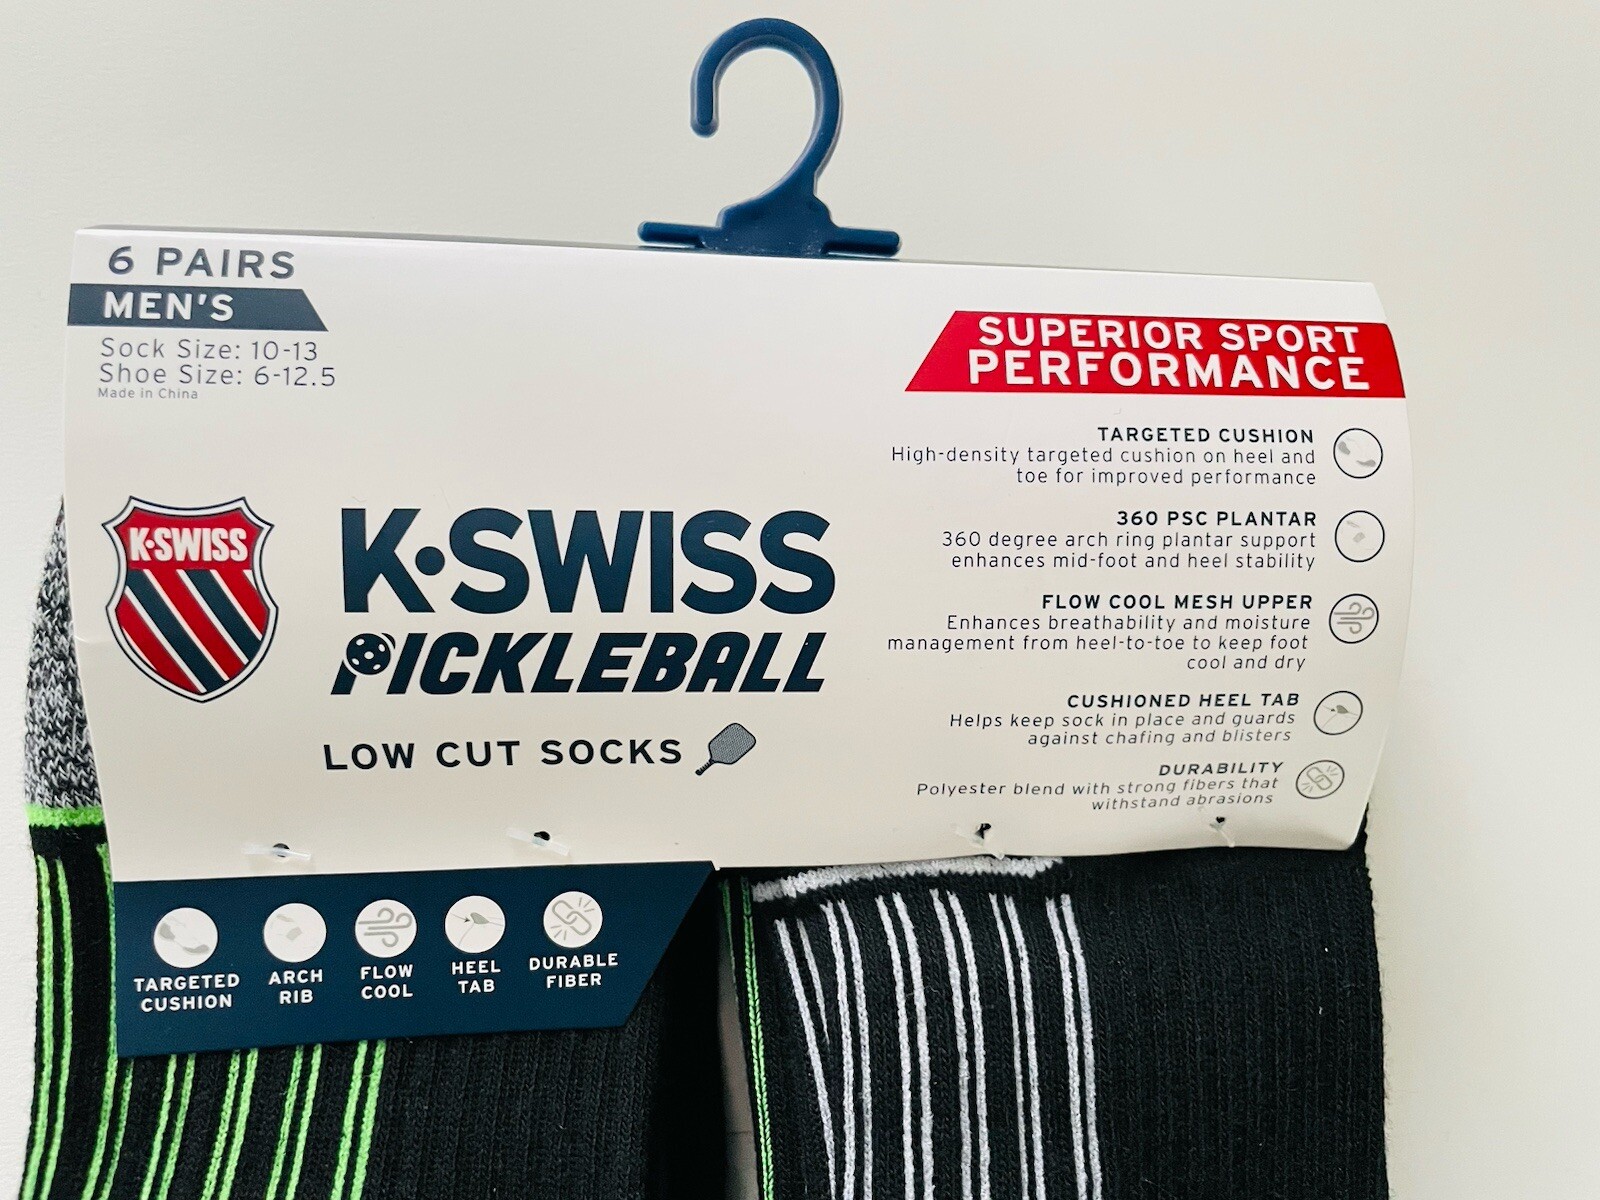 6 PAIRS
MEN'S
Sock Size: 10-13
Shoe Size: 6-12.5
Made in China
SUPERIOR SPORT
PERFORMANCE
TARGETED CUSHION
High-density targeted cushion on heel and
toe for improved performance
360 PSC PLANTAR
360 degree arch ring plantar support
enhances mid-foot and heel stability
FLOW COOL MESH UPPER
Enhances breathability and moisture
management from heel-to-toe to keep foot
cool and dry
CUSHIONED HEEL TAB
Helps keep sock in place and guards
against chafing and blisters
DURABILITY
Polyester blend with strong fibers that
withstand abrasions
K·SWISS
K·SWISS
PICKLEBALL
LOW CUT SOCKS
TARGETED
CUSHION
ARCH
RIB
FLOW
COOL
HEEL
TAB
DURABLE
FIBER